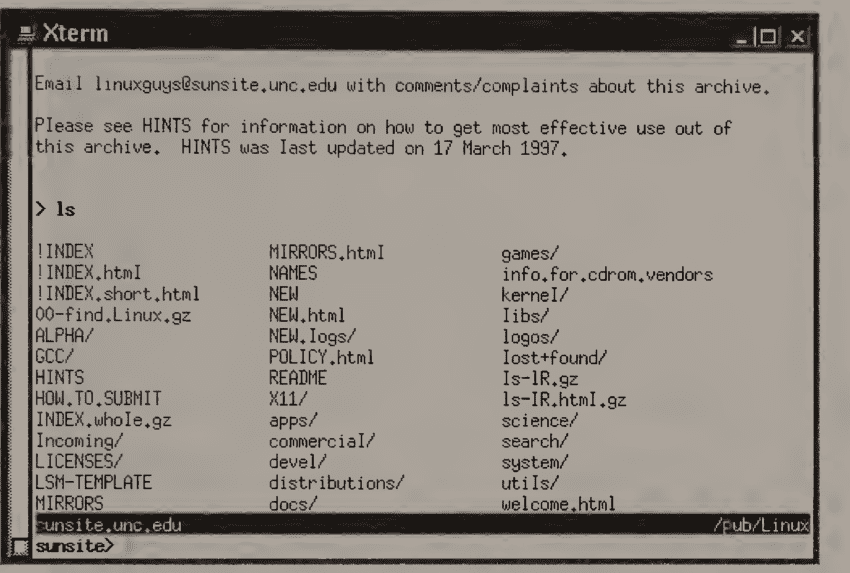 Xterm
Email linuxguys@sunsite.unc.edu with comments/complaints about this archive.
Please see HINTS for information on how to get most effective use out of
this archive. HINTS was last updated on 17 March 1997.
> ls
!INDEX MIRRORS.html games/
!INDEX.html NAMES info.for.cdrom.vendors
!INDEX.short.html NEW kernel/
00-find.Linux.gz NEW.html libs/
ALPHA/ NEW.logs/ logos/
GCC/ POLICY.html lost+found/
HINTS README ls-lR.gz
HOW.TO.SUBMIT X11/ ls-lR.html.gz
INDEX.whole.gz apps/ science/
Incoming/ commercial/ search/
LICENSES/ devel/ system/
LSM-TEMPLATE distributions/ utils/
MIRRORS docs/ welcome.html
sunsite.unc.edu /pub/Linux
sunsite>